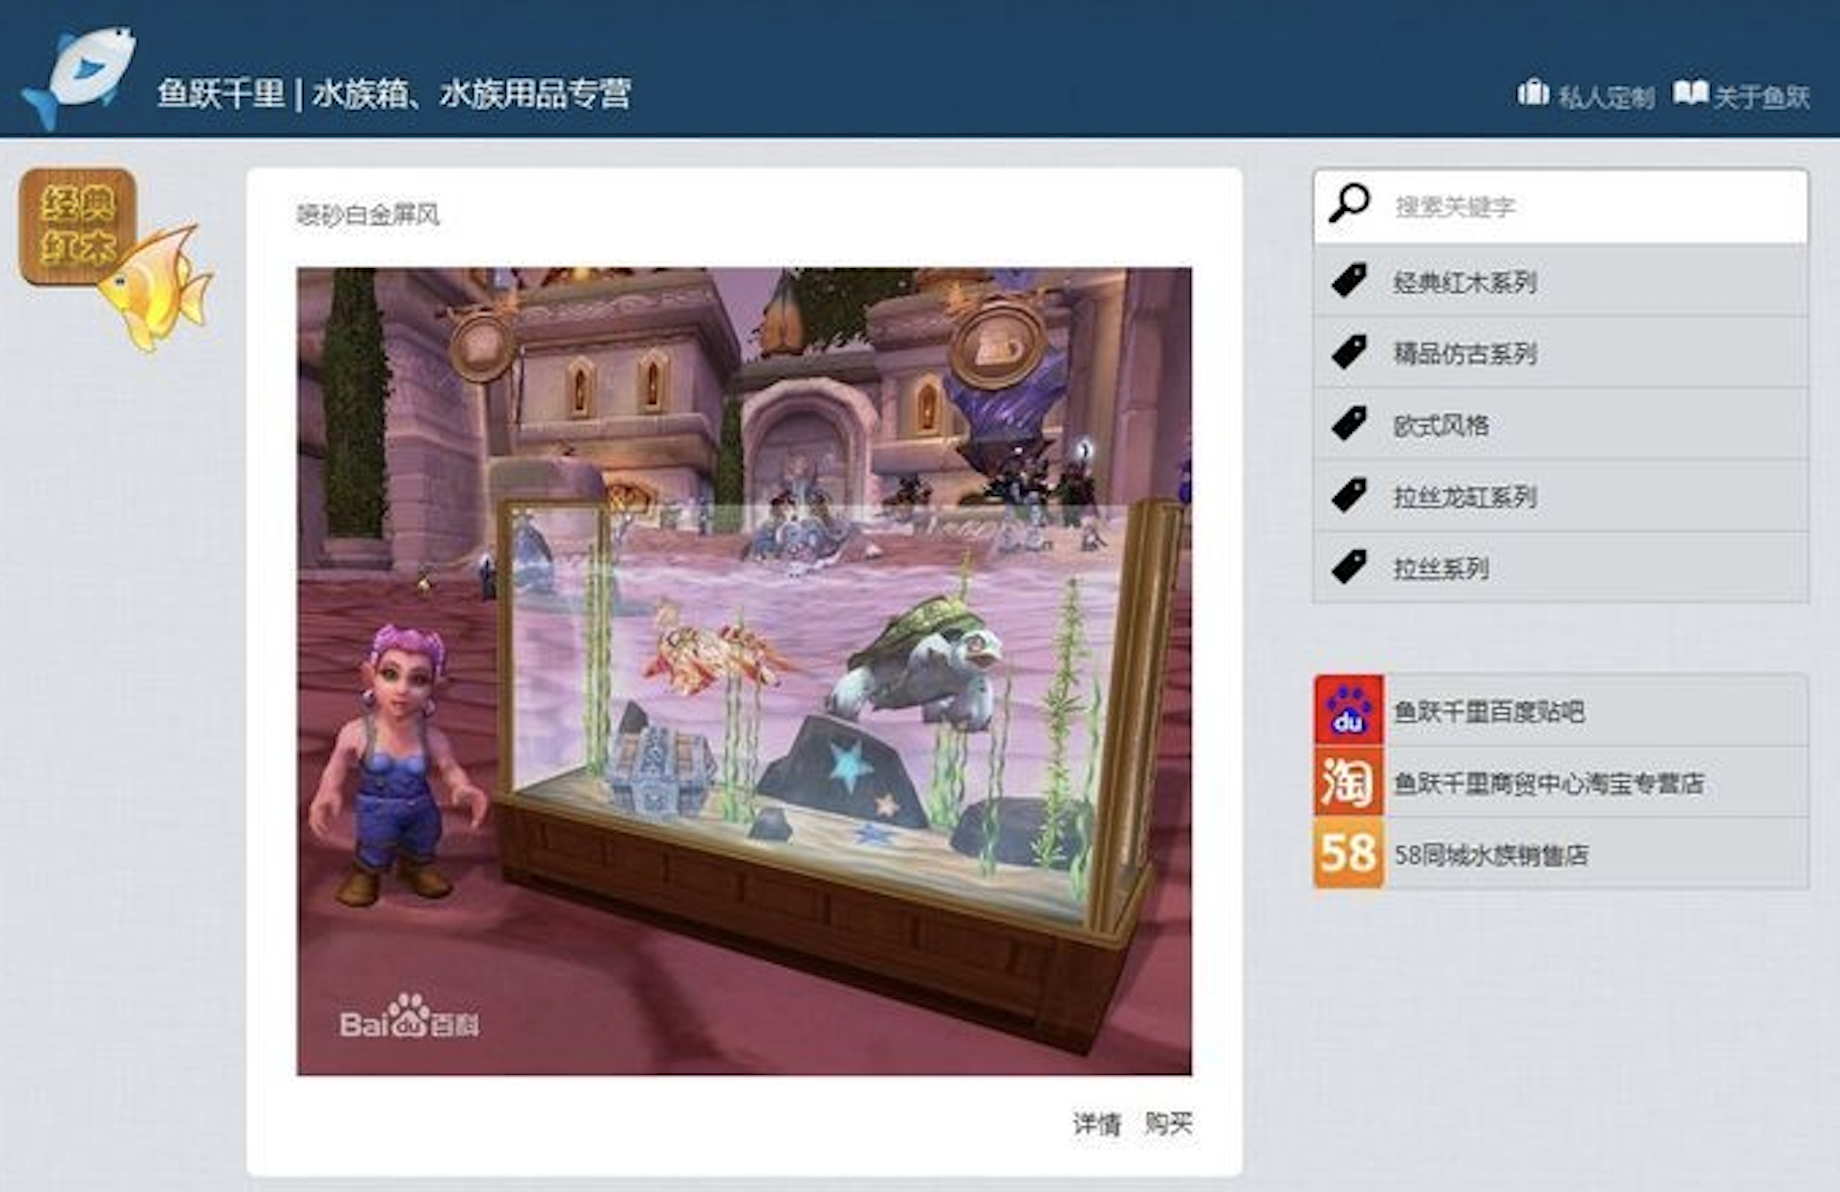 鱼跃千里 | 水族箱、水族用品专营
私人定制 关于鱼跃
经典
红木
喷砂白金屏风
Baidu百科
详情 购买
搜索关键字
经典红木系列
精品仿古系列
欧式风格
拉丝龙缸系列
拉丝系列
du 鱼跃千里百度贴吧
淘 鱼跃千里商贸中心淘宝专营店
58 58同城水族销售店